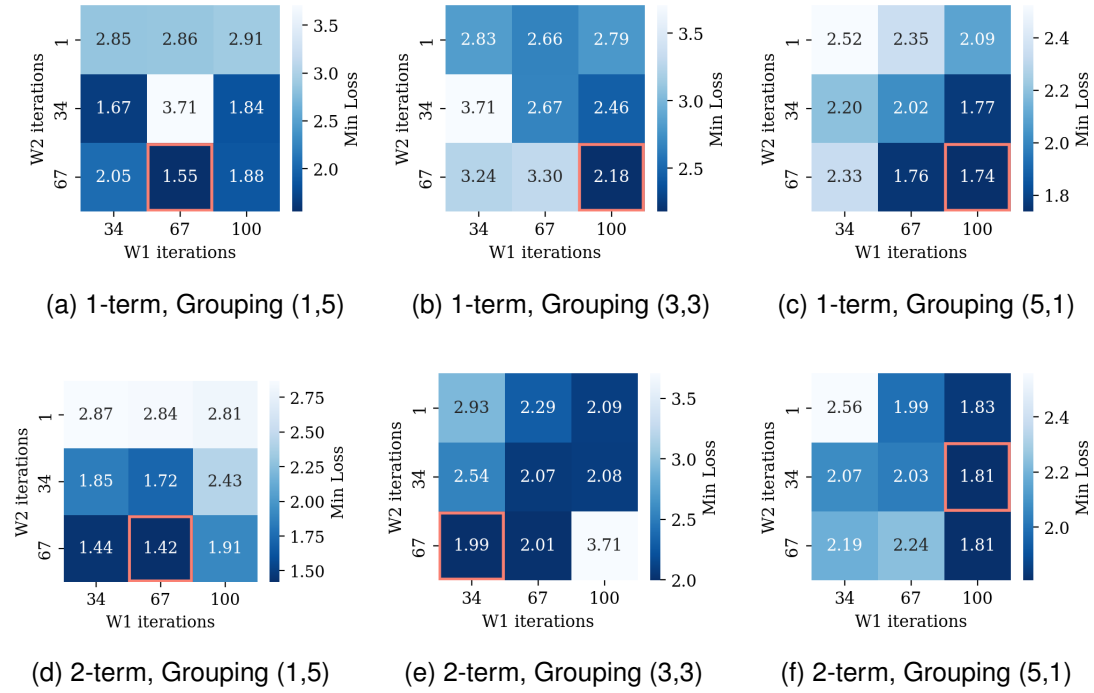 1
2.85 2.86 2.91
34
1.67 3.71 1.84
67
2.05 1.55 1.88
34 67 100
W1 iterations
W2 iterations
3.5
3.0
2.5
2.0
Min Loss
(a) 1-term, Grouping (1,5)
1
2.83 2.66 2.79
34
3.71 2.67 2.46
67
3.24 3.30 2.18
34 67 100
W1 iterations
W2 iterations
3.5
3.0
2.5
Min Loss
(b) 1-term, Grouping (3,3)
1
2.52 2.35 2.09
34
2.20 2.02 1.77
67
2.33 1.76 1.74
34 67 100
W1 iterations
W2 iterations
2.4
2.2
2.0
1.8
Min Loss
(c) 1-term, Grouping (5,1)
1
2.87 2.84 2.81
34
1.85 1.72 2.43
67
1.44 1.42 1.91
34 67 100
W1 iterations
W2 iterations
2.75
2.50
2.25
2.00
1.75
1.50
Min Loss
(d) 2-term, Grouping (1,5)
1
2.93 2.29 2.09
34
2.54 2.07 2.08
67
1.99 2.01 3.71
34 67 100
W1 iterations
W2 iterations
3.5
3.0
2.5
2.0
Min Loss
(e) 2-term, Grouping (3,3)
1
2.56 1.99 1.83
34
2.07 2.03 1.81
67
2.19 2.24 1.81
34 67 100
W1 iterations
W2 iterations
2.4
2.2
2.0
Min Loss
(f) 2-term, Grouping (5,1)